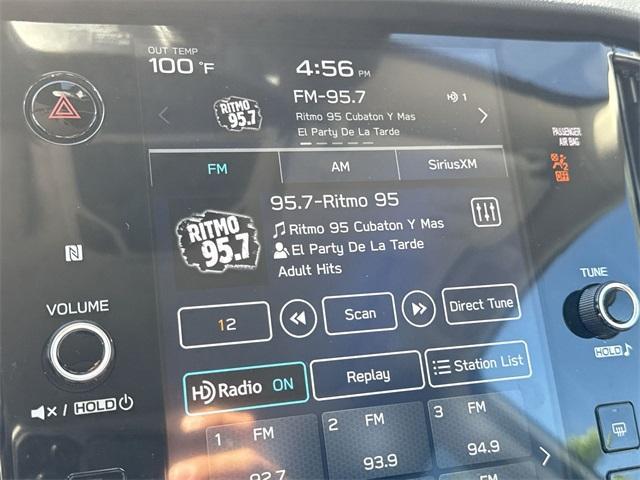 OUT TEMP
100 °F
4:56 PM
FM-95.7
HD 1
RITMO
95.7
Ritmo 95 Cubaton Y Mas
El Party De La Tarde
PASSENGER
AIR BAG
FM AM SiriusXM
95.7-Ritmo 95
RITMO
95.7
Ritmo 95 Cubaton Y Mas
El Party De La Tarde
Adult Hits
N
VOLUME
TUNE
12 Scan Direct Tune
HD Radio ON Replay Station List
HOLD
/ HOLD
1 FM 2 FM 3 FM
92.7 93.9 94.9
FM